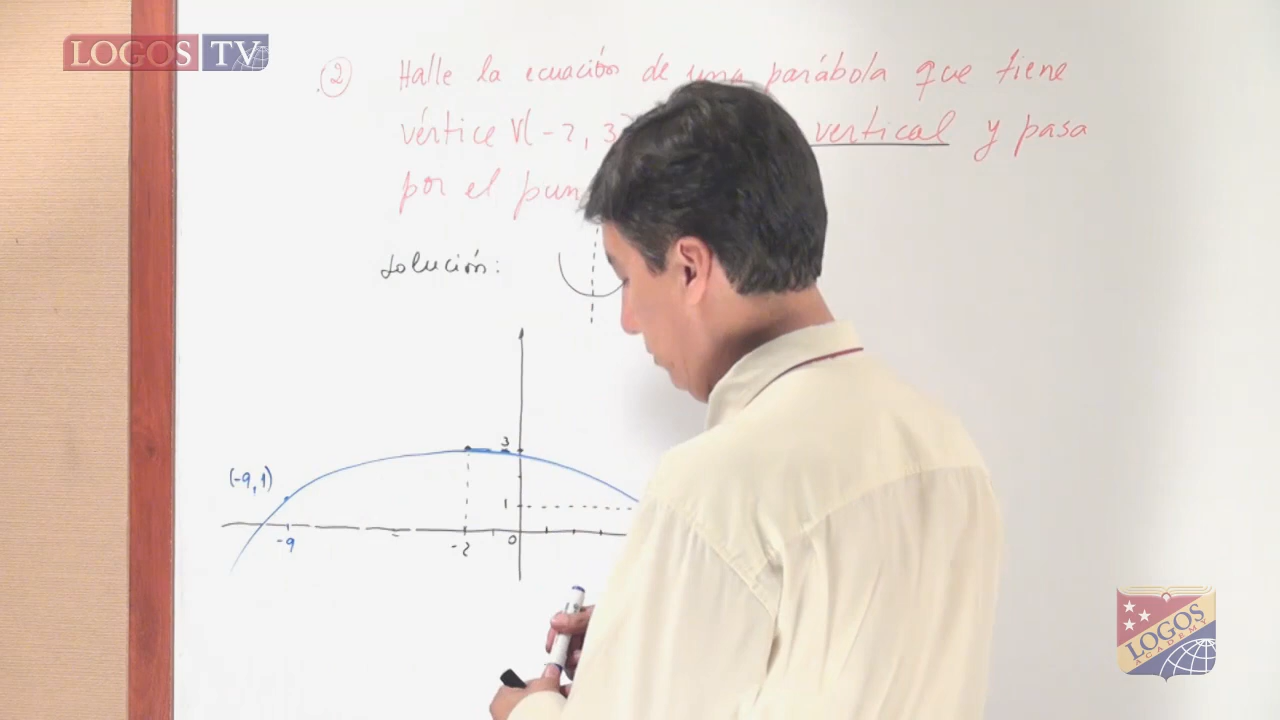 LOGOS TV
2 Halle la ecuación de una parábola que tiene
vértice V(-2, 3 vertical y pasa
por el pun
Solución:
3
(-9, 1)
1
-9
-2
0
LOGOS
ACADEMY